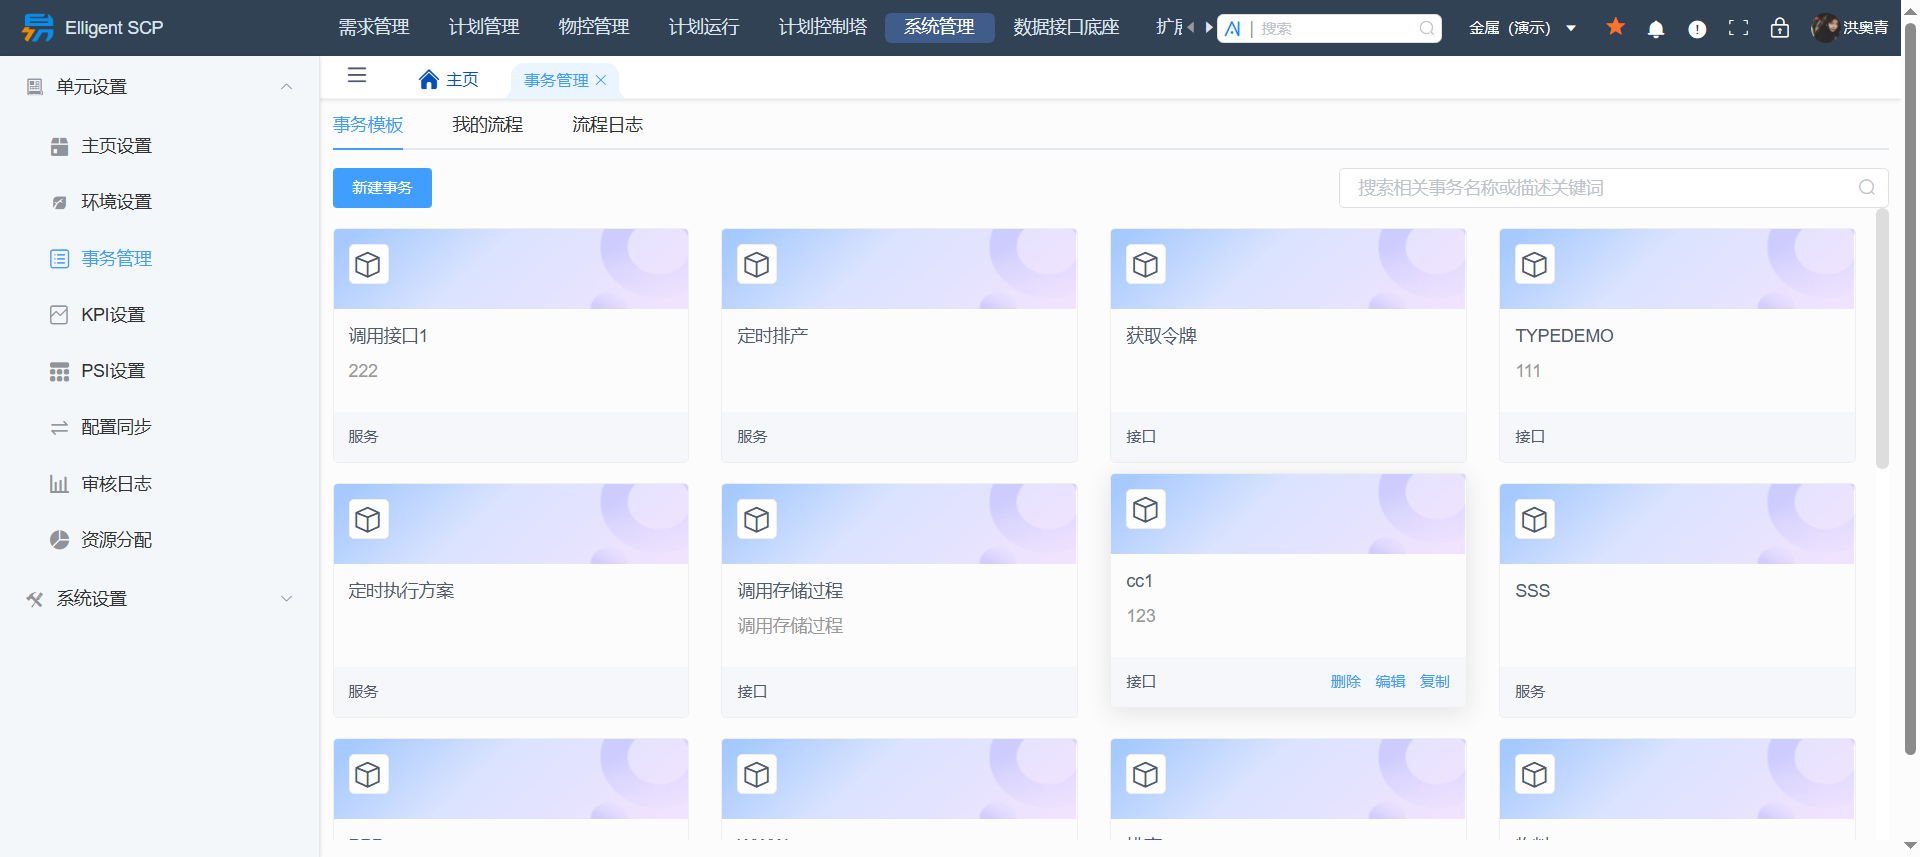 Elligent SCP
需求管理
计划管理
物控管理
计划运行
计划控制塔
系统管理
数据接口底座
AI
搜索
金属（演示）
洪奥青
单元设置
主页设置
环境设置
事务管理
KPI设置
PSI设置
配置同步
审核日志
资源分配
系统设置
主页
事务管理
事务模板
我的流程
流程日志
新建事务
搜索相关事务名称或描述关键词
调用接口1
222
服务
定时排产
服务
获取令牌
接口
TYPEDEMO
111
接口
定时执行方案
服务
调用存储过程
调用存储过程
接口
cc1
123
接口 删除 编辑 复制
SSS
服务